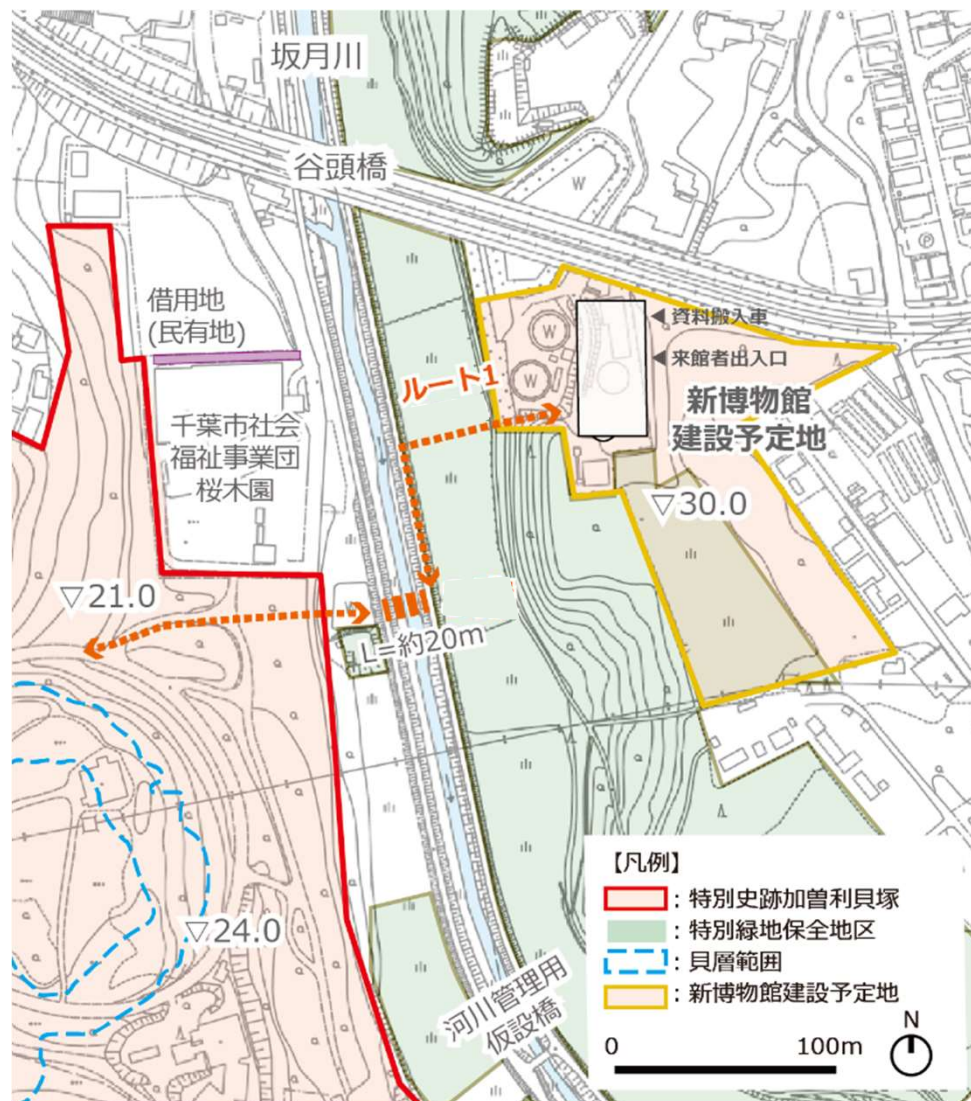 坂月川
谷頭橋
W
P
借用地
(民有地)
W
W
◀ 資料搬入車
◀ 来館者出入口
ルート1
新博物館
建設予定地
千葉市社会
福祉事業団
桜木園
▽30.0
▽21.0
L=約20m
▽24.0
河川管理用
仮設橋
【凡例】
：特別史跡加曽利貝塚
：特別緑地保全地区
：貝層範囲
：新博物館建設予定地
0 100m
N